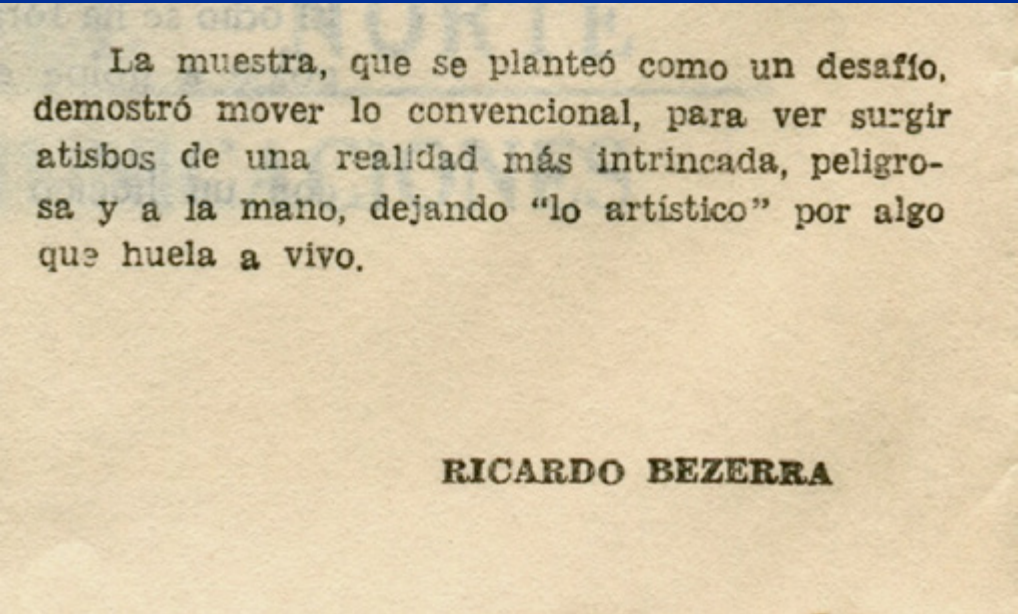 La muestra, que se planteó como un desafío,
demostró mover lo convencional, para ver surgir
atisbos de una realidad más intrincada, peligro-
sa y a la mano, dejando “lo artístico” por algo
que huela a vivo.
RICARDO BEZERRA